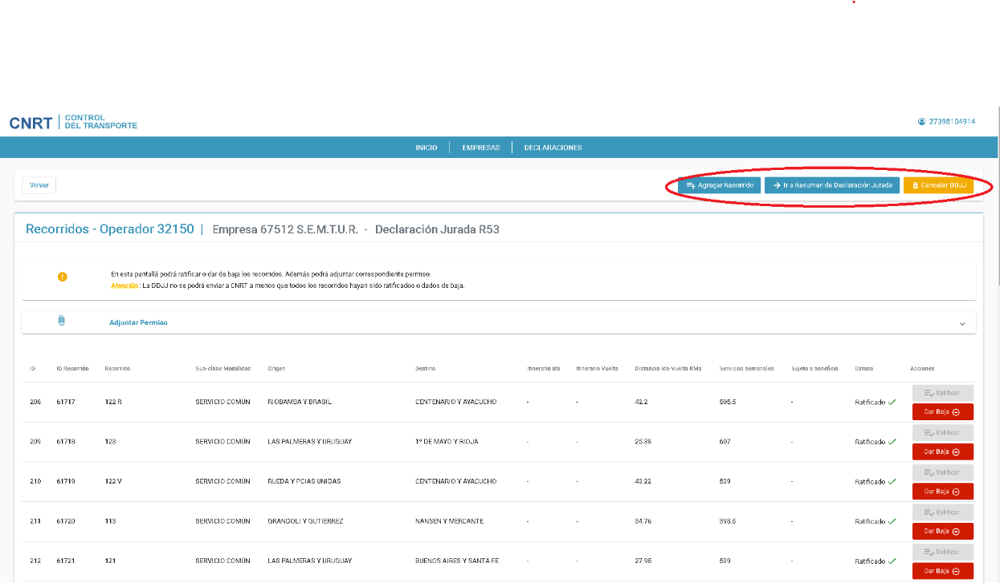 CNRT | CONTROL DEL TRANSPORTE
27398104914
INICIO EMPRESAS DECLARACIONES
Volver Agregar Recorrido Ir a Resumen de Declaración Jurada Cancelar DDJJ
Recorridos - Operador 32150 | Empresa 67512 S.E.M.T.U.R. - Declaración Jurada R53
En esta pantallá podrá ratificar o dar de baja los recorridos. Además podrá adjuntar correspondiente permiso.
Atención : La DDJJ no se podrá enviar a CNRT a menos que todos los recorridos hayan sido ratificados o dados de baja.
Adjuntar Permiso
ID ID Recorrido Recorrido Sub-clase Modalidad Origen Destino Itinerario Ida Itinerario Vuelta Distancia Ida-Vuelta KMs Servicios semanales Sujeto a beneficio Estado Acciones
208 61717 122 R SERVICIO COMÚN RIOBAMBA Y BRASIL CENTENARIO Y AYACUCHO - - 42.2 505.5 - Ratificado Ratificar
Dar Baja
209 61718 123 SERVICIO COMÚN LAS PALMERAS Y URUGUAY 1º DE MAYO Y RIOJA - - 25.88 607 - Ratificado Ratificar
Dar Baja
210 61719 122 V SERVICIO COMÚN RUEDA Y PCIAS UNIDAS CENTENARIO Y AYACUCHO - - 43.22 539 - Ratificado Ratificar
Dar Baja
211 61720 113 SERVICIO COMÚN GRANDOLI Y GUTIERREZ NANSEN Y MERCANTE - - 34.76 398.5 - Ratificado Ratificar
Dar Baja
212 61721 121 SERVICIO COMÚN LAS PALMERAS Y URUGUAY BUENOS AIRES Y SANTA FE - - 27.95 539 - Ratificado Ratificar
Dar Baja